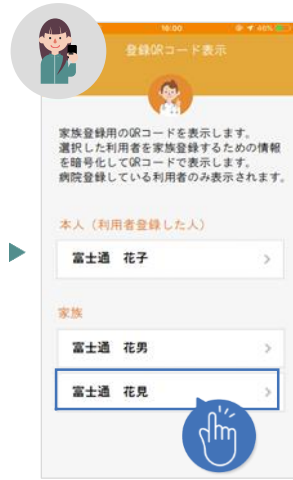 16:00
46%
登録QRコード表示
家族登録用のQRコードを表示します。
選択した利用者を家族登録するための情報
を暗号化してQRコードで表示します。
病院登録している利用者のみ表示されます。
本人（利用者登録した人）
富士通　花子
家族
富士通　花男
富士通　花見